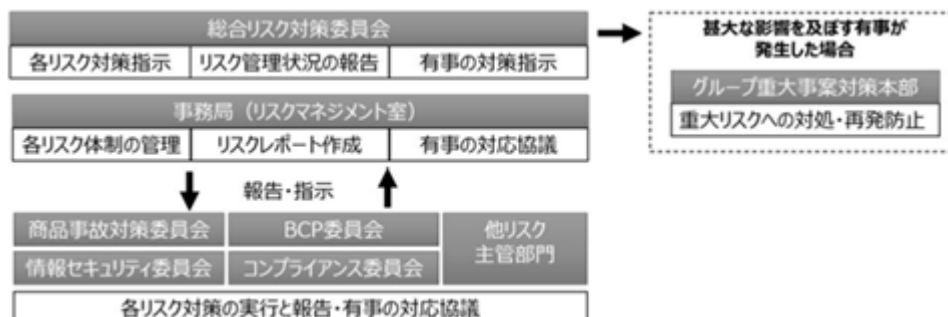 総合リスク対策委員会
各リスク対策指示 リスク管理状況の報告 有事の対策指示
事務局（リスクマネジメント室）
各リスク体制の管理 リスクレポート作成 有事の対応協議
報告・指示
商品事故対策委員会 BCP委員会 他リスク
主管部門
情報セキュリティ委員会 コンプライアンス委員会
各リスク対策の実行と報告・有事の対応協議
甚大な影響を及ぼす有事が
発生した場合
グループ重大事案対策本部
重大リスクへの対処・再発防止